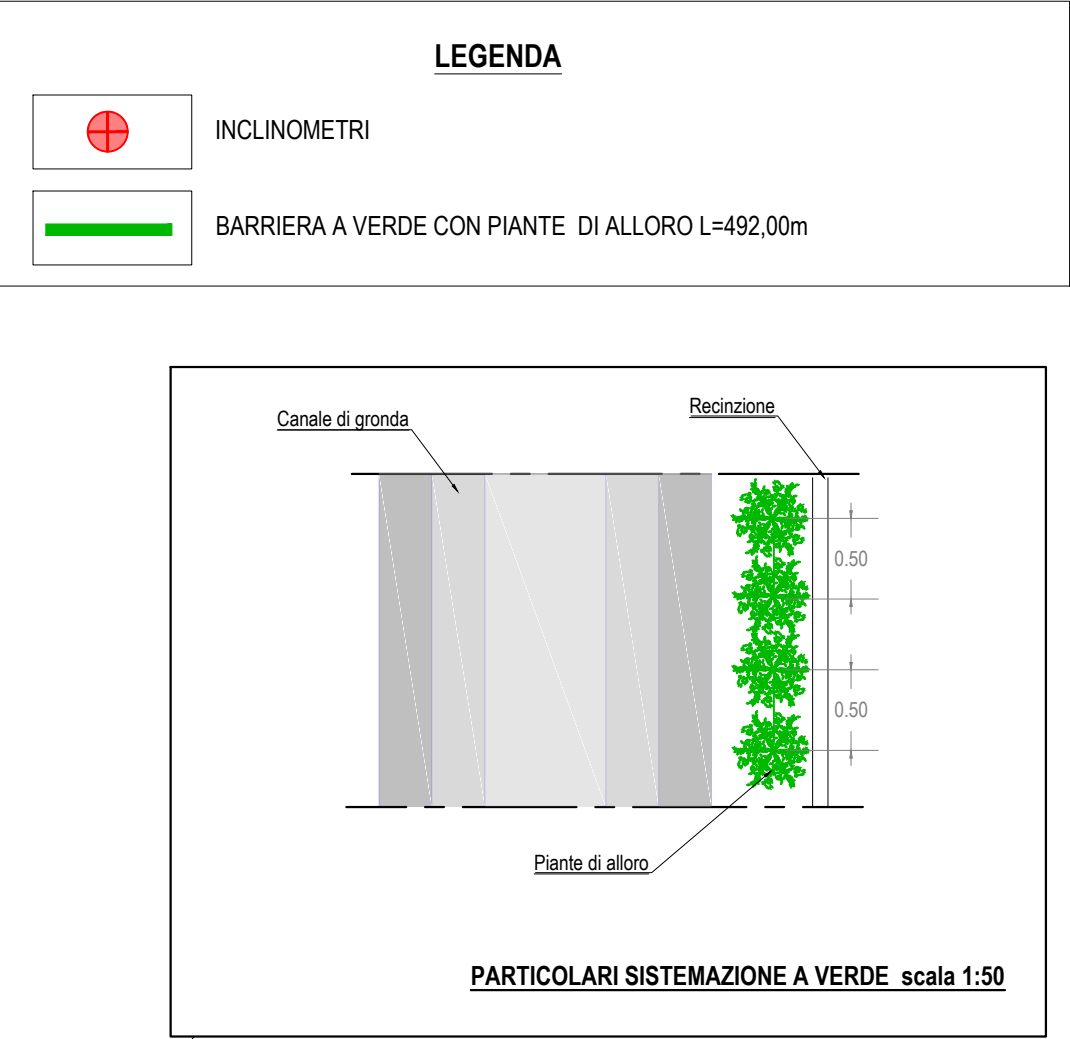 LEGENDA
INCLINOMETRI
BARRIERA A VERDE CON PIANTE DI ALLORO L=492,00m
Canale di gronda
Recinzione
0.50
0.50
Piante di alloro
PARTICOLARI SISTEMAZIONE A VERDE scala 1:50